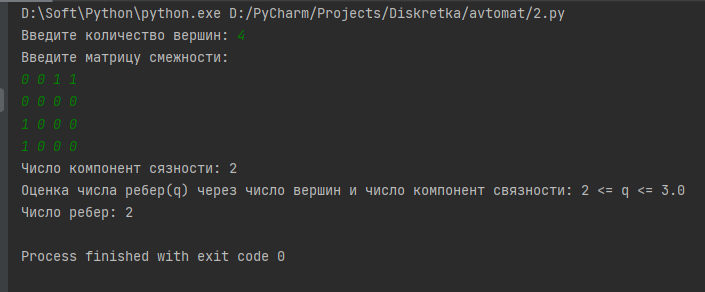 D:\Soft\Python\python.exe D:/PyCharm/Projects/Diskretka/avtomat/2.py
Введите количество вершин: 4
Введите матрицу смежности:
0 0 1 1
0 0 0 0
1 0 0 0
1 0 0 0
Число компонент сязности: 2
Оценка числа ребер(q) через число вершин и число компонент связности: 2 <= q <= 3.0
Число ребер: 2
Process finished with exit code 0